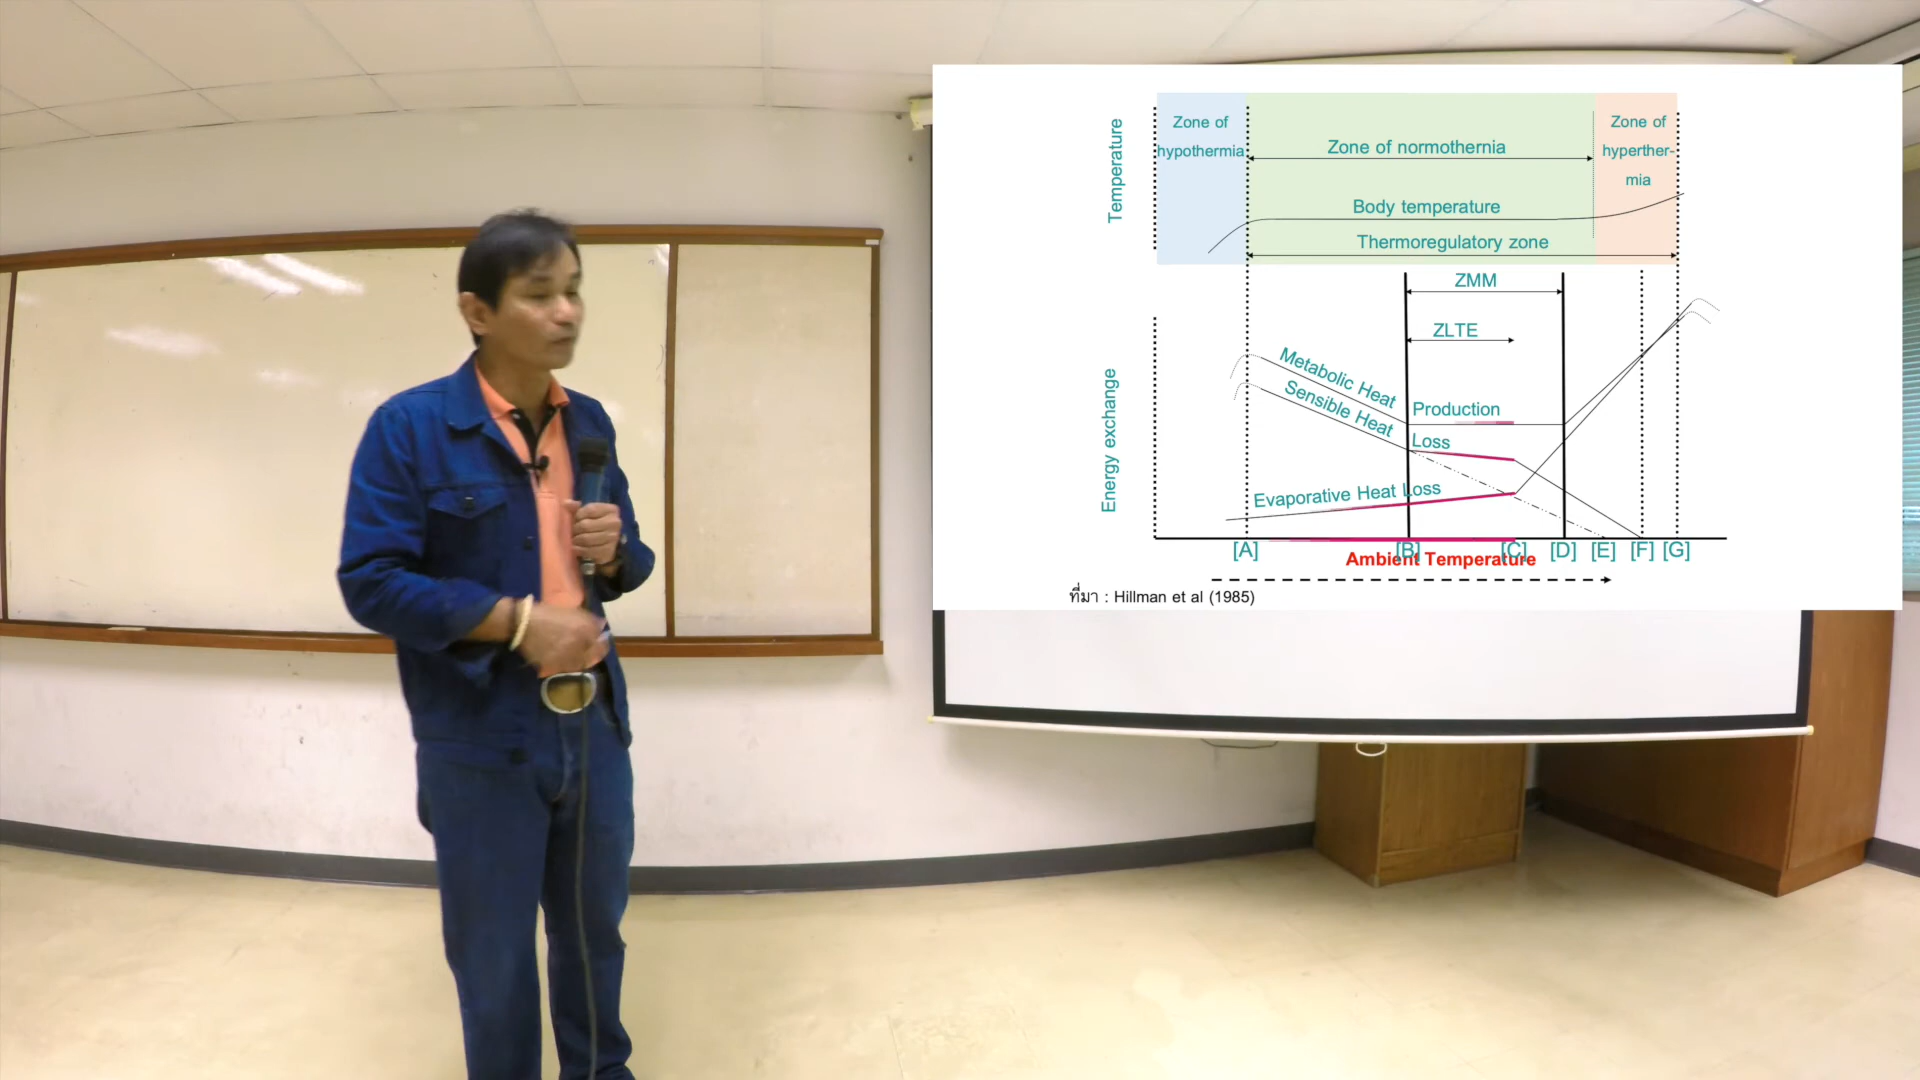 Temperature
Zone of
hypothermia
Zone of normothernia
Zone of
hyperther-
mia
Body temperature
Thermoregulatory zone
ZMM
ZLTE
Energy exchange
Metabolic Heat
Production
Sensible Heat
Loss
Evaporative Heat Loss
[A] [B] [C] [D] [E] [F] [G]
Ambient Temperature
ที่มา : Hillman et al (1985)